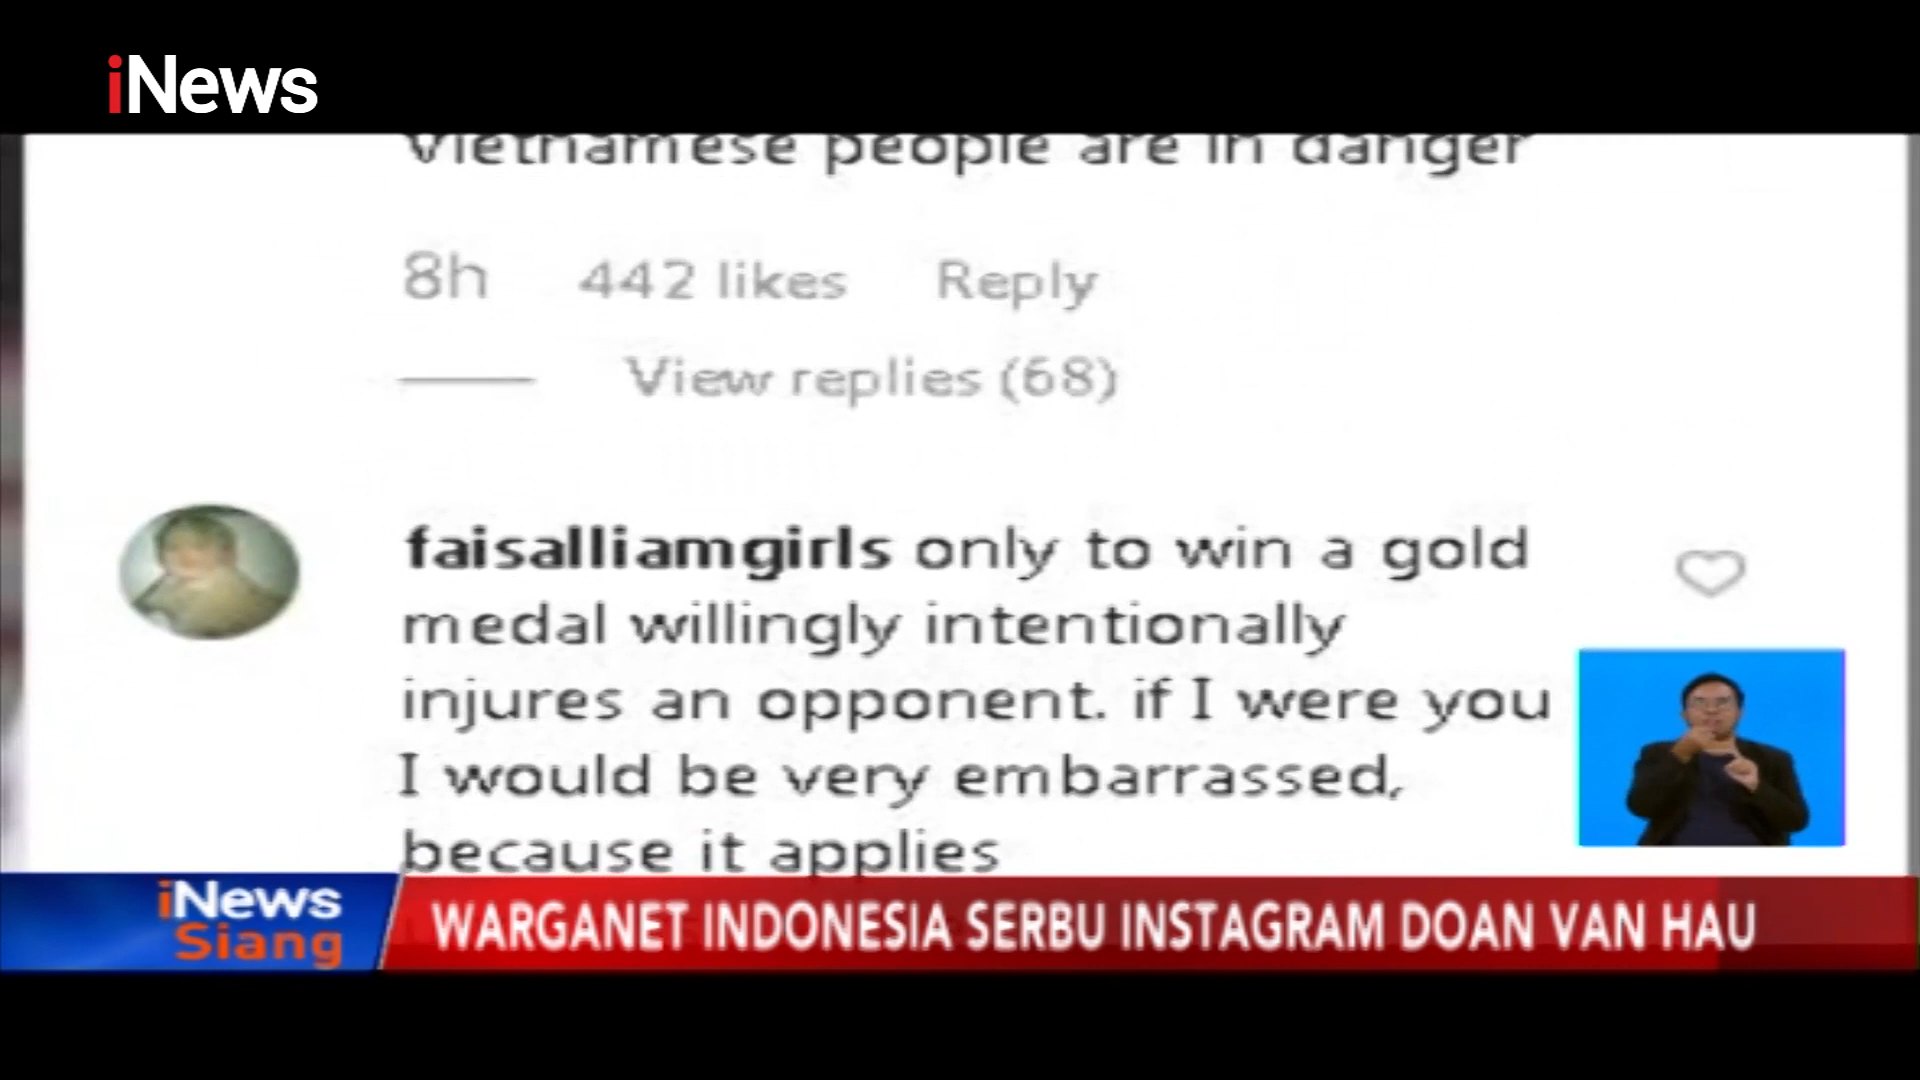 iNews
Vietnamese people are in danger
8h 442 likes Reply
View replies (68)
faisalliamgirls only to win a gold
medal willingly intentionally
injures an opponent. if I were you
I would be very embarrassed,
because it applies
iNews
Siang
WARGANET INDONESIA SERBU INSTAGRAM DOAN VAN HAU